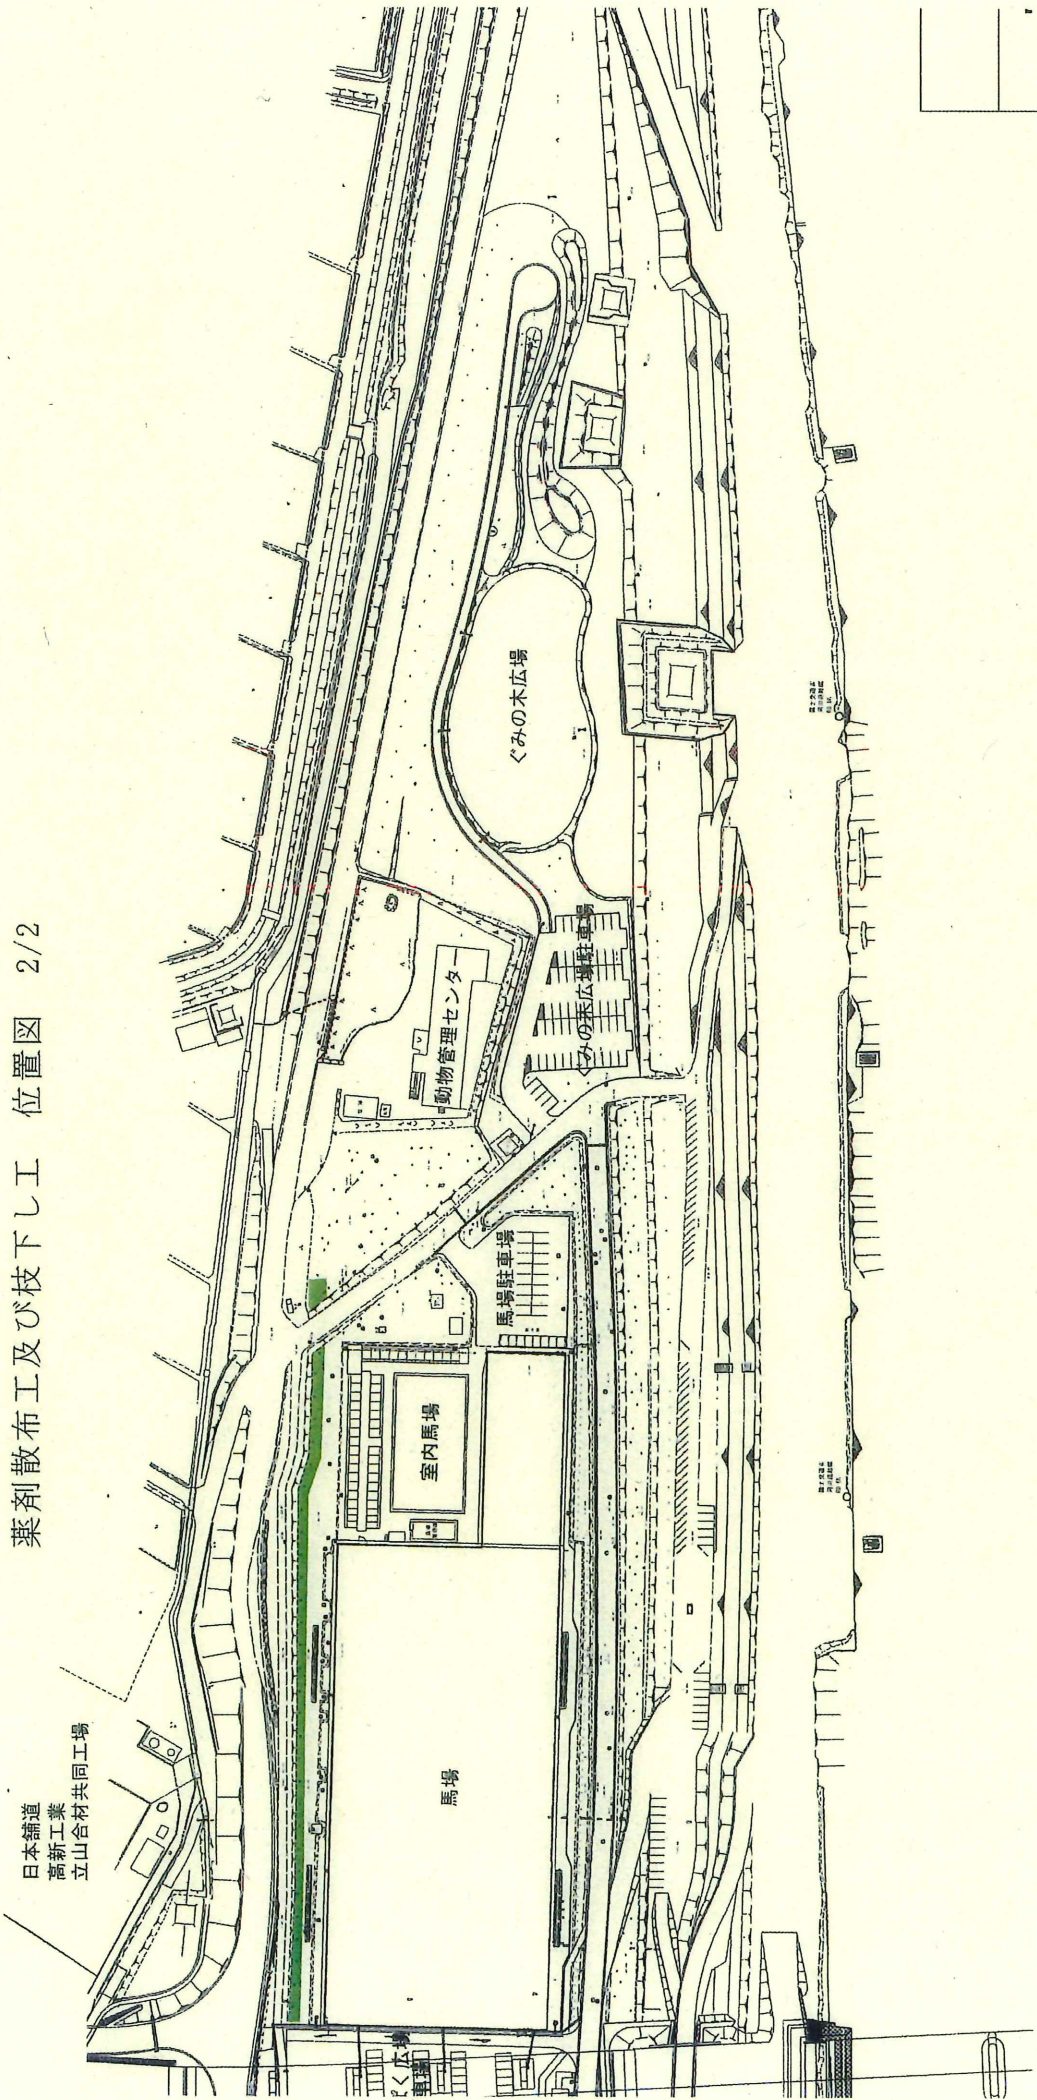 薬剤散布工及び枝下し工 位置図 2/2
日本舗道
高新工業
立山合材共同工場
ぐみの木広場
動物管理センター
ぐみの木広場駐車場
馬場駐車場
室内馬場
馬場